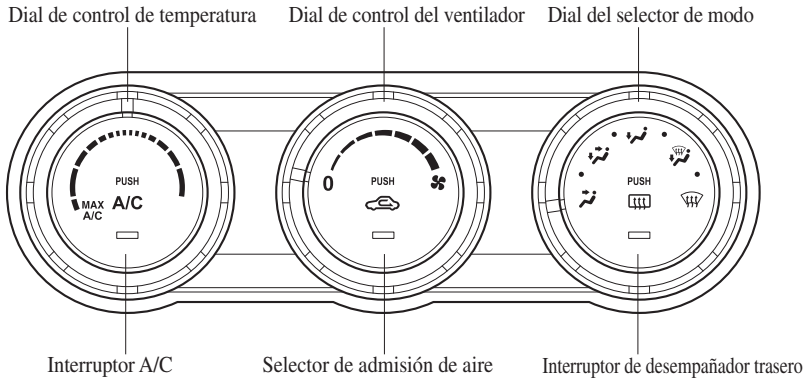 Dial de control de temperatura
Dial de control del ventilador
Dial del selector de modo
PUSH
MAX
A/C
A/C
0
PUSH
PUSH
Interruptor A/C
Selector de admisión de aire
Interruptor de desempañador trasero